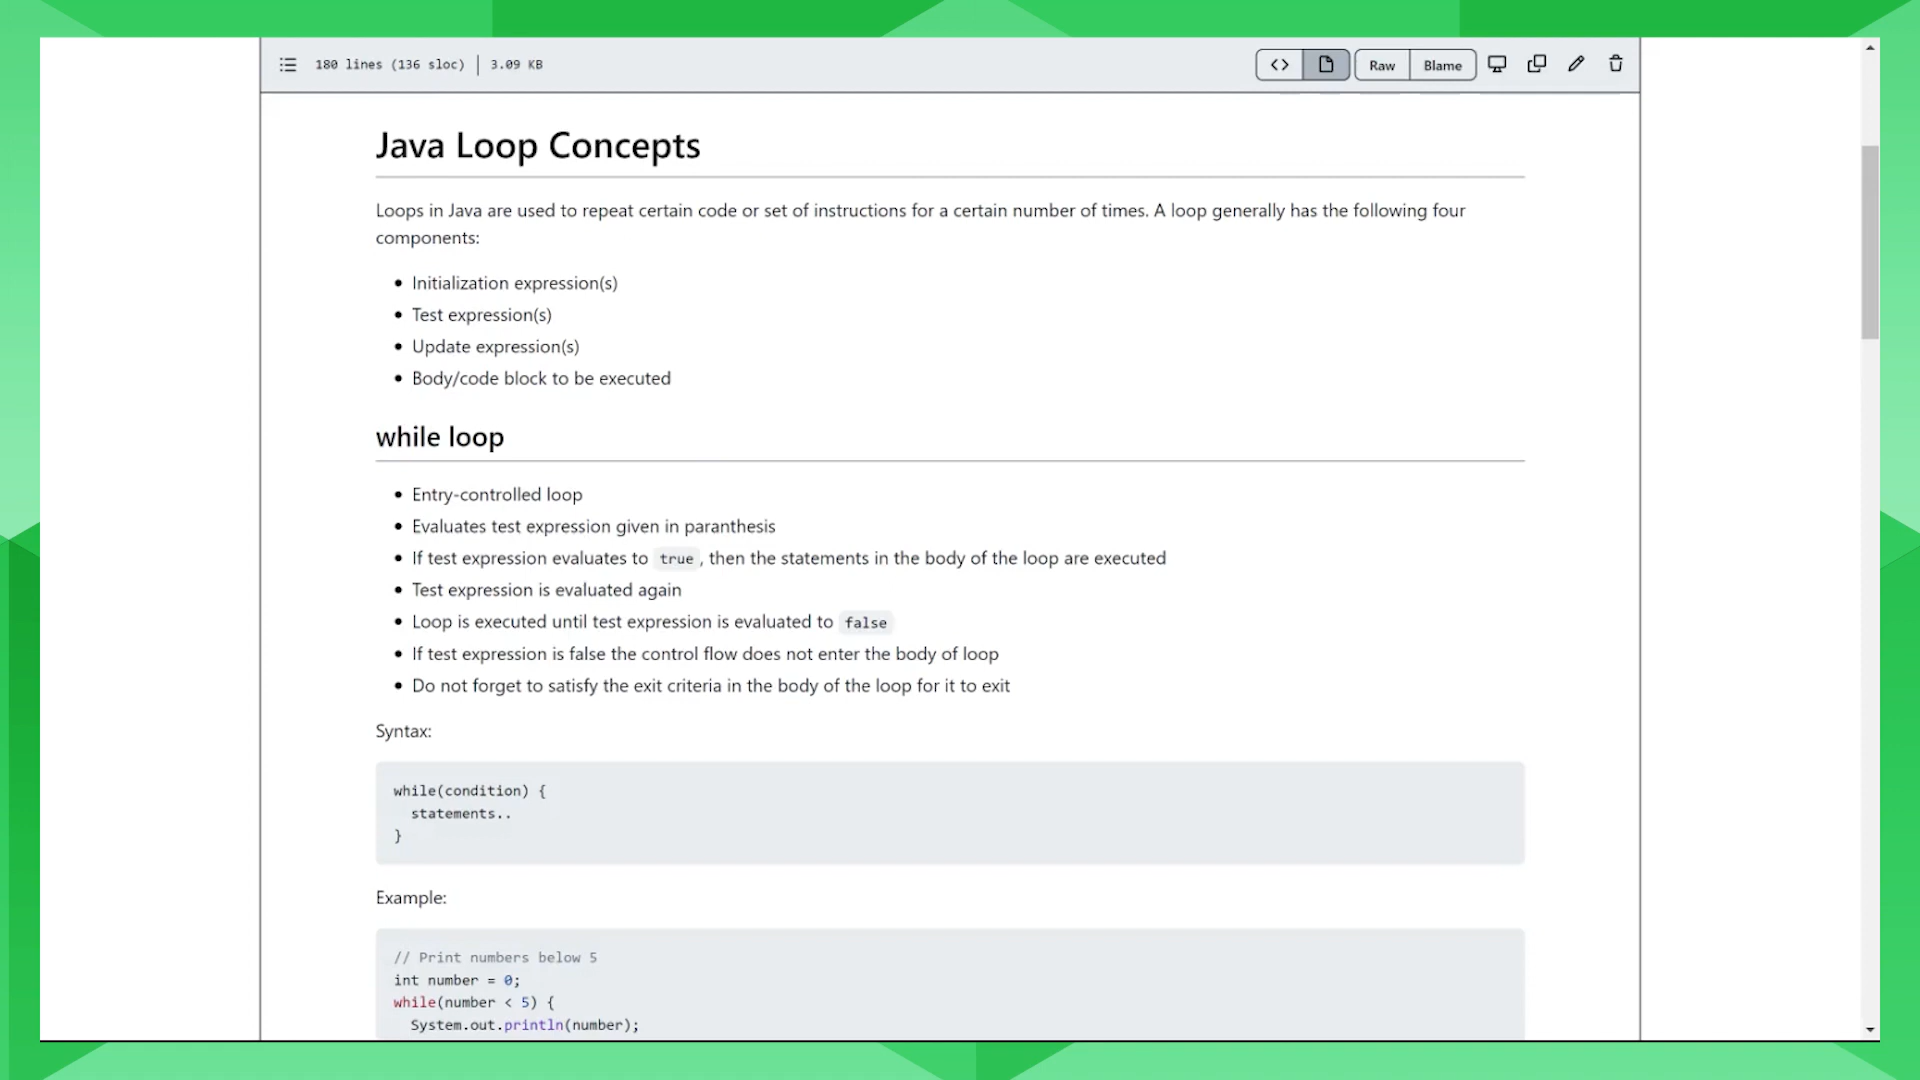 180 lines (136 sloc) | 3.09 KB
<> Raw Blame
Java Loop Concepts
Loops in Java are used to repeat certain code or set of instructions for a certain number of times. A loop generally has the following four
components:
• Initialization expression(s)
• Test expression(s)
• Update expression(s)
• Body/code block to be executed
while loop
• Entry-controlled loop
• Evaluates test expression given in paranthesis
• If test expression evaluates to true, then the statements in the body of the loop are executed
• Test expression is evaluated again
• Loop is executed until test expression is evaluated to false
• If test expression is false the control flow does not enter the body of loop
• Do not forget to satisfy the exit criteria in the body of the loop for it to exit
Syntax:
while(condition) {
  statements..
}
Example:
// Print numbers below 5
int number = 0;
while(number < 5) {
  System.out.println(number);